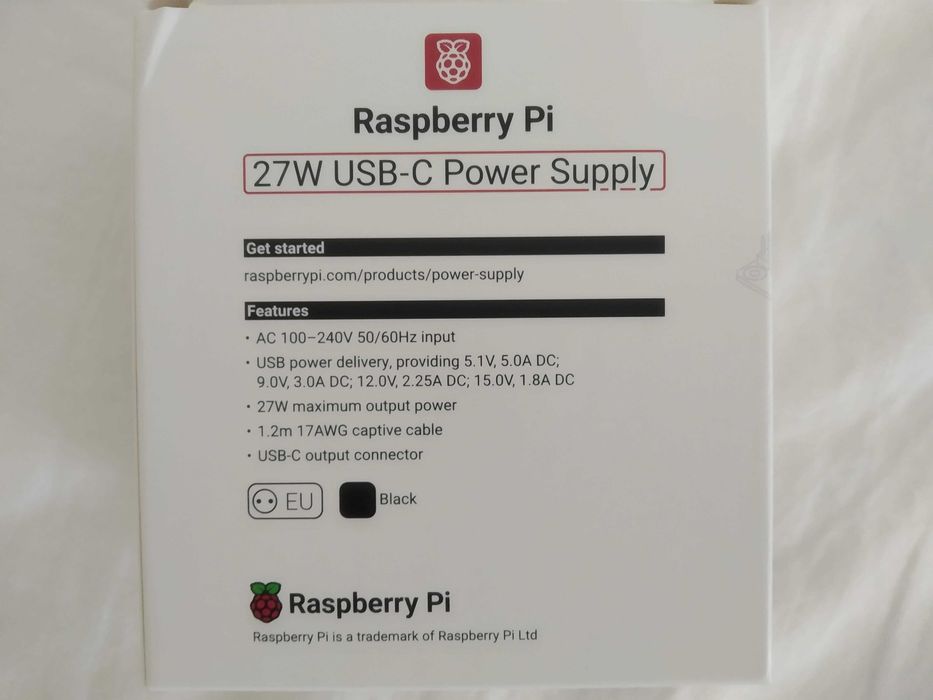 Raspberry Pi
27W USB-C Power Supply
Get started
raspberrypi.com/products/power-supply
Features
• AC 100–240V 50/60Hz input
• USB power delivery, providing 5.1V, 5.0A DC;
9.0V, 3.0A DC; 12.0V, 2.25A DC; 15.0V, 1.8A DC
• 27W maximum output power
• 1.2m 17AWG captive cable
• USB-C output connector
EU Black
Raspberry Pi
Raspberry Pi is a trademark of Raspberry Pi Ltd